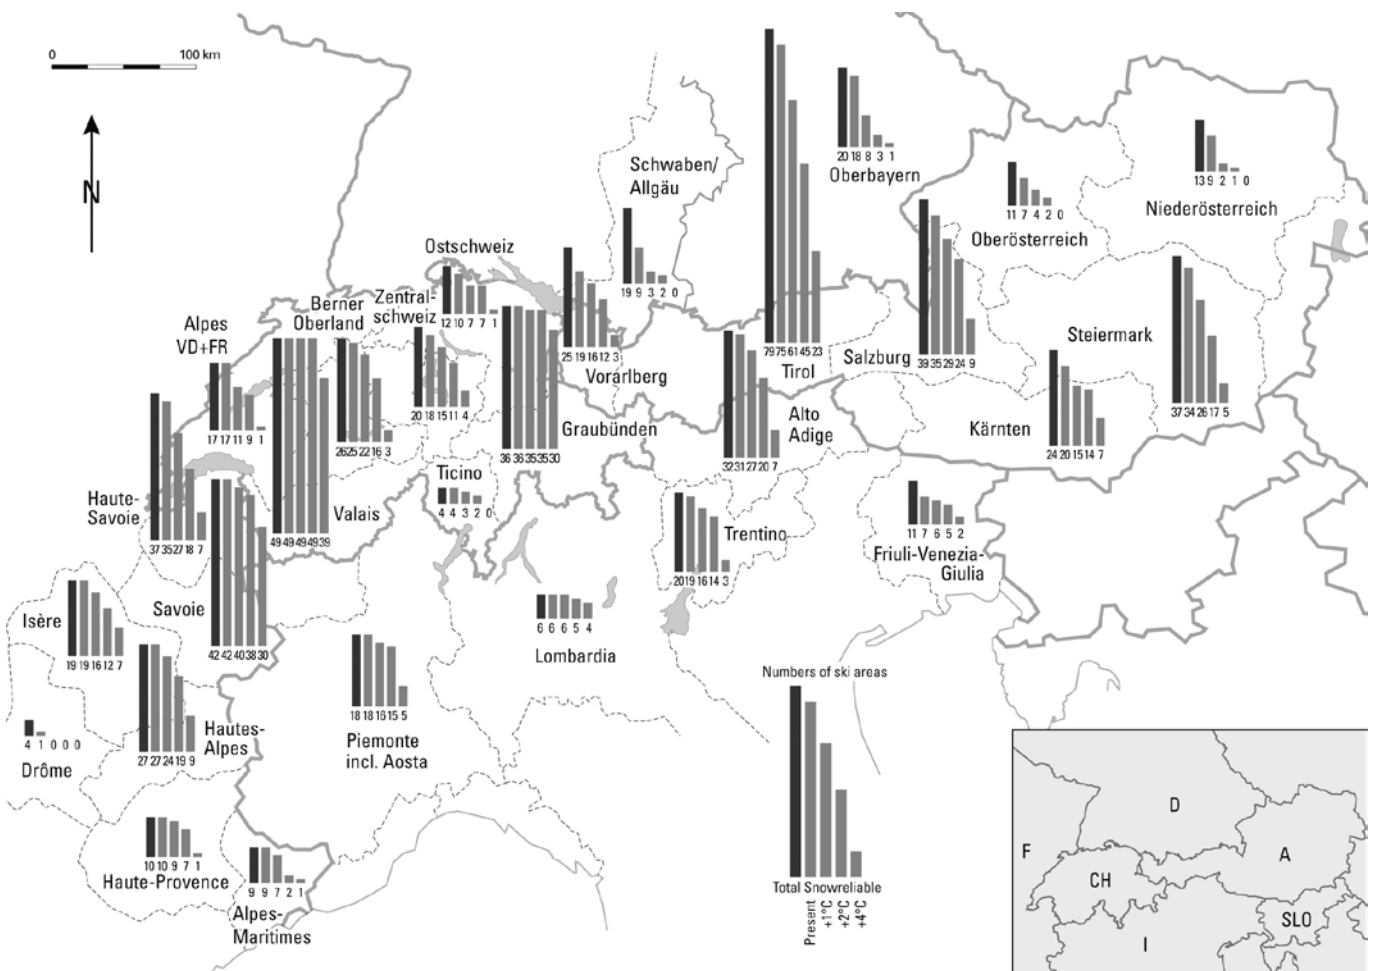 0 100 km
N
Schwaben/
Allgäu
19 9 3 2 0
79 75 61 45 23
Tirol
20 18 8 3 1
Oberbayern
11 7 4 2 0
Oberösterreich
13 9 2 1 0
Niederösterreich
Ostschweiz
12 10 7 7 1
Zentral-
schweiz
20 18 15 11 4
Berner
Oberland
26 25 22 16 3
Alpes
VD+FR
17 17 11 9 1
25 19 16 12 3
Vorarlberg
39 35 29 24 9
Salzburg
Steiermark
37 34 26 17 5
Kärnten
24 20 15 14 7
36 36 35 35 30
Graubünden
32 31 27 20 7
Alto
Adige
Haute-
Savoie
37 35 27 18 7
49 49 49 49 39
Valais
Ticino
4 4 3 2 0
Trentino
20 19 16 14 3
11 7 6 5 2
Friuli-Venezia-
Giulia
Isère
19 19 16 12 7
Savoie
42 42 40 38 30
6 6 6 5 4
Lombardia
18 18 16 15 5
Piemonte
incl. Aosta
4 1 0 0 0
Drôme
27 27 24 19 9
Hautes-
Alpes
10 10 9 7 1
Haute-Provence
9 9 7 2 1
Alpes-
Maritimes
Numbers of ski areas
Total Snowreliable
Present
+1°C
+2°C
+4°C
D
F
A
CH
SLO
I